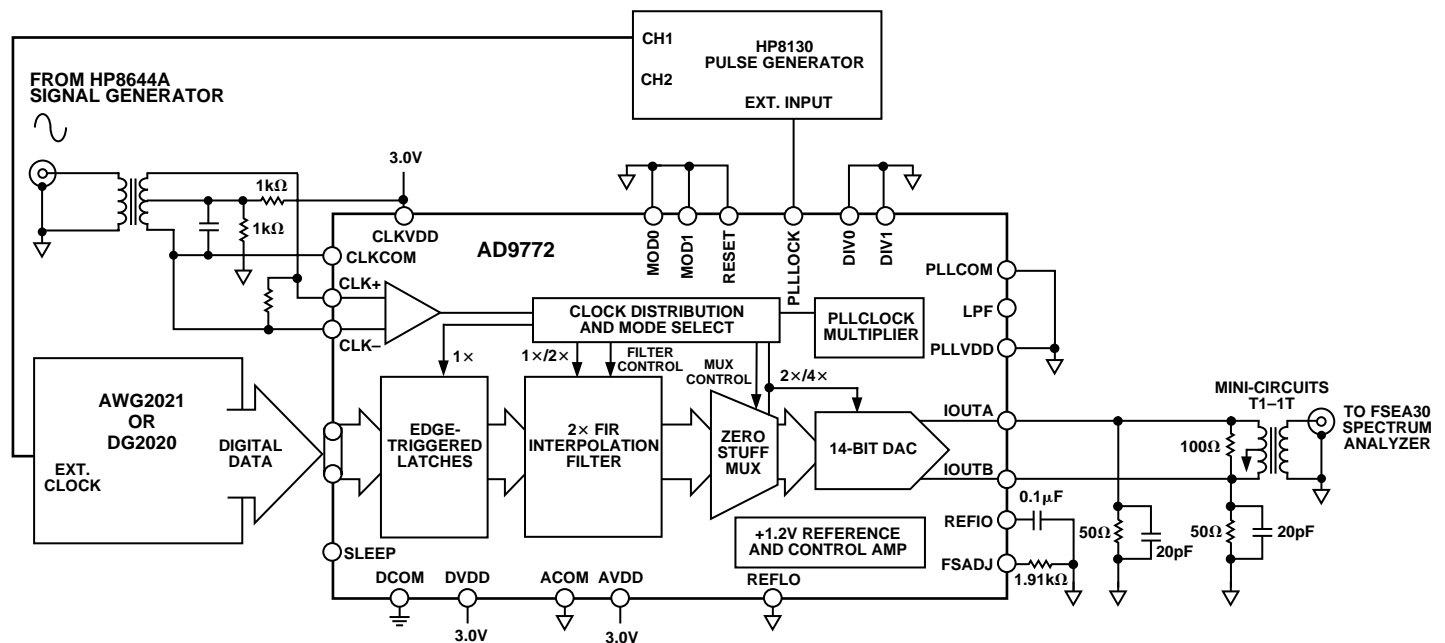 CH1
HP8130
PULSE GENERATOR
CH2
EXT. INPUT
FROM HP8644A
SIGNAL GENERATOR
3.0V
1kΩ
1kΩ
CLKVDD
CLKCOM
CLK+
CLK–
AD9772
MOD0
MOD1
RESET
PLLLOCK
DIV0
DIV1
PLLCOM
LPF
PLLVDD
CLOCK DISTRIBUTION
AND MODE SELECT
PLLCLOCK
MULTIPLIER
1×
1×/2×
FILTER
CONTROL
MUX
CONTROL
2×/4×
AWG2021
OR
DG2020
EXT.
CLOCK
DIGITAL
DATA
EDGE-
TRIGGERED
LATCHES
2× FIR
INTERPOLATION
FILTER
ZERO
STUFF
MUX
14-BIT DAC
IOUTA
IOUTB
MINI-CIRCUITS
T1–1T
100Ω
TO FSEA30
SPECTRUM
ANALYZER
+1.2V REFERENCE
AND CONTROL AMP
REFIO
0.1μF
FSADJ
1.91kΩ
50Ω
20pF
50Ω
20pF
SLEEP
DCOM
DVDD
ACOM
AVDD
REFLO
3.0V
3.0V